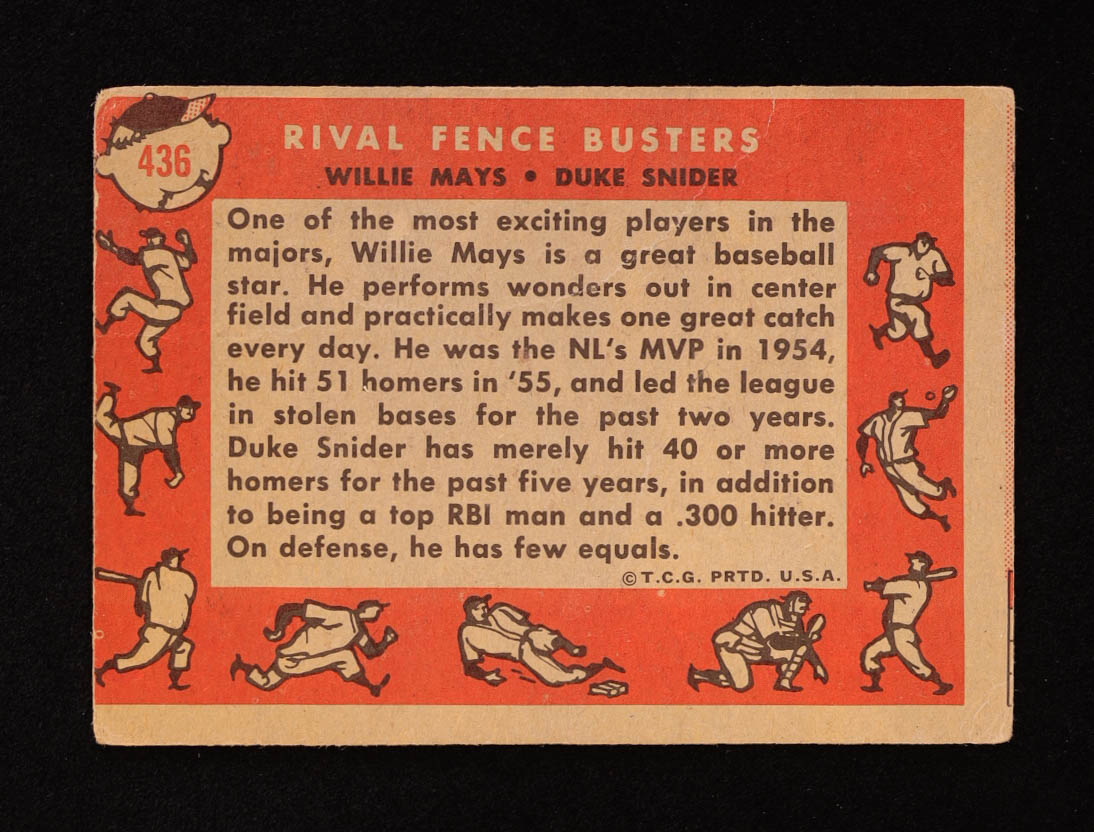 436
RIVAL FENCE BUSTERS
WILLIE MAYS • DUKE SNIDER
One of the most exciting players in the
majors, Willie Mays is a great baseball
star. He performs wonders out in center
field and practically makes one great catch
every day. He was the NL's MVP in 1954,
he hit 51 homers in '55, and led the league
in stolen bases for the past two years.
Duke Snider has merely hit 40 or more
homers for the past five years, in addition
to being a top RBI man and a .300 hitter.
On defense, he has few equals.
©T.C.G. PRTD. U.S.A.